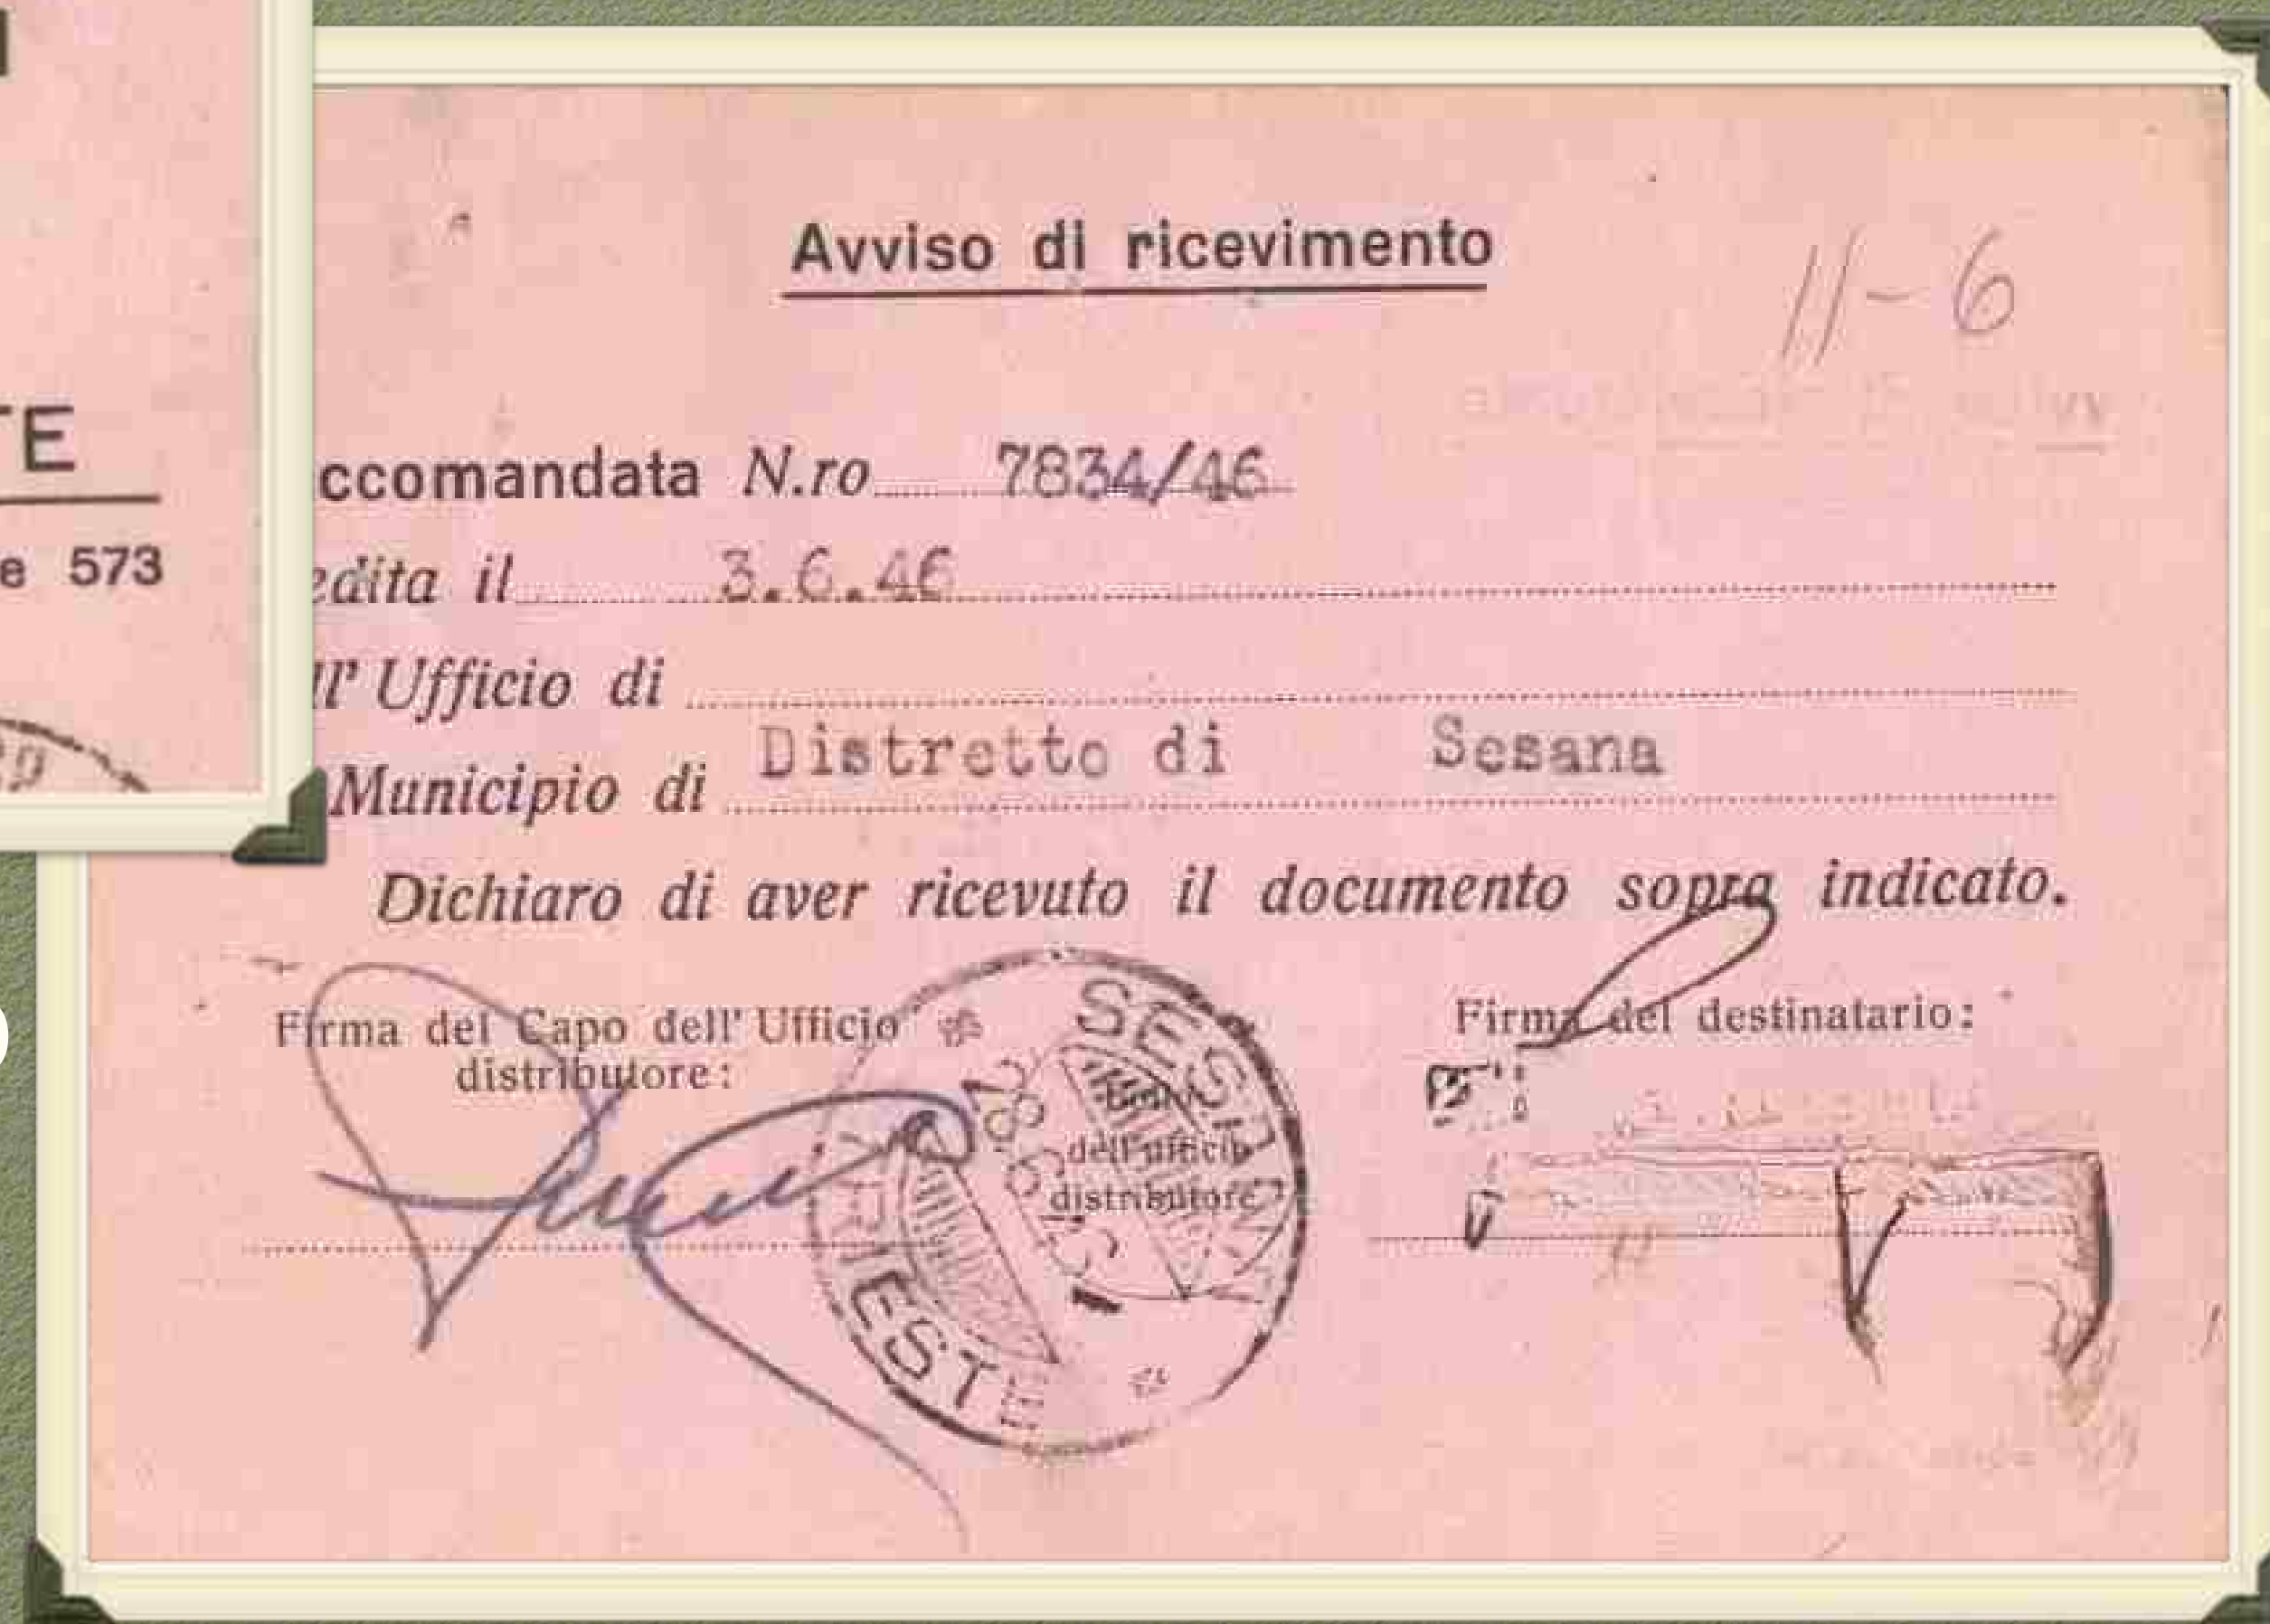 TE
e 573
Avviso di ricevimento
11-6
ccomandata N.ro 7834/46
edita il 3.6.46
ll' Ufficio di
Distretto di Sesana
Municipio di
Dichiaro di aver ricevuto il documento sopra indicato.
Firma del Capo dell' Ufficio
distributore:
Firma del destinatario:
dell'ufficio
distributore
SESANA
TRIESTE